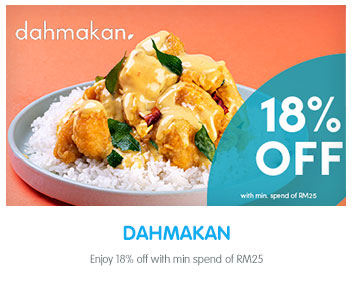 dahmakan.
18%
OFF
with min. spend of RM25
DAHMAKAN
Enjoy 18% off with min spend of RM25